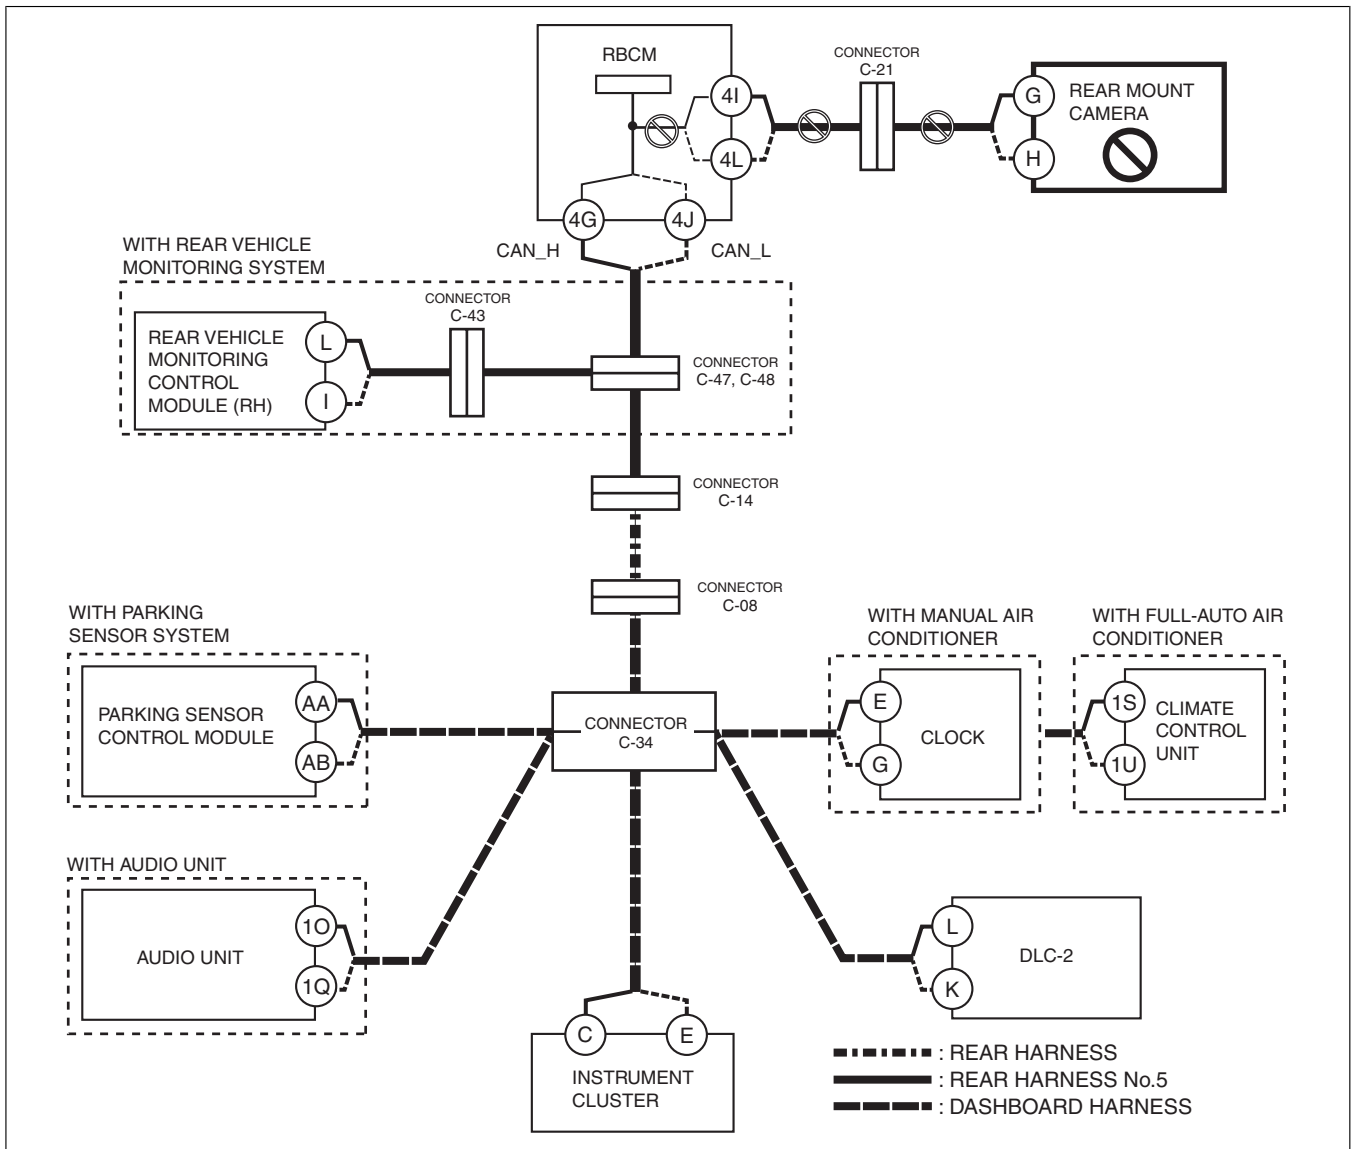 RBCM
4I
4L
4G
4J
CAN_H
CAN_L
CONNECTOR
C-21
G
H
REAR MOUNT
CAMERA
WITH REAR VEHICLE
MONITORING SYSTEM
REAR VEHICLE
MONITORING
CONTROL
MODULE (RH)
L
I
CONNECTOR
C-43
CONNECTOR
C-47, C-48
CONNECTOR
C-14
CONNECTOR
C-08
WITH PARKING
SENSOR SYSTEM
PARKING SENSOR
CONTROL MODULE
AA
AB
CONNECTOR
C-34
WITH MANUAL AIR
CONDITIONER
E
G
CLOCK
WITH FULL-AUTO AIR
CONDITIONER
1S
1U
CLIMATE
CONTROL
UNIT
WITH AUDIO UNIT
AUDIO UNIT
1O
1Q
L
K
DLC-2
C
E
INSTRUMENT
CLUSTER
: REAR HARNESS
: REAR HARNESS No.5
: DASHBOARD HARNESS